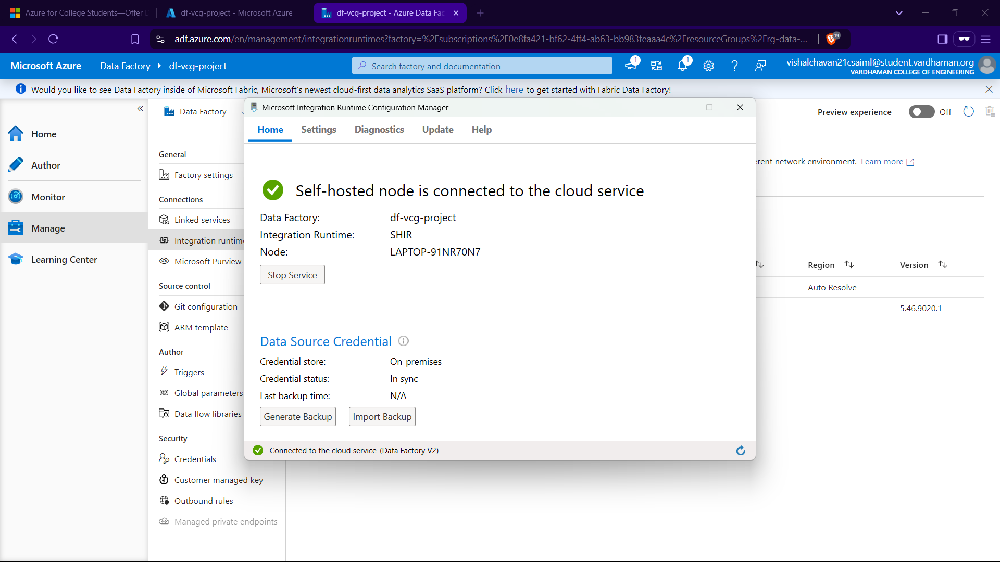 Azure for College Students—Offer D
df-vcg-project - Microsoft Azure
df-vcg-project - Azure Data Fac
adf.azure.com/en/management/integrationruntimes?factory=%2Fsubscriptions%2F0e8fa421-bf62-4ff4-ab63-bb983feaaa4c%2FresourceGroups%2Frg-data-...
19
Microsoft Azure
Data Factory
df-vcg-project
Search factory and documentation
1
1
vishalchavan21csaiml@student.vardhaman.org
VARDHAMAN COLLEGE OF ENGINEERING
Would you like to see Data Factory inside of Microsoft Fabric, Microsoft's newest cloud-first data analytics SaaS platform? Click here to get started with Fabric Data Factory!
Home
Author
Monitor
Manage
Learning Center
Data Factory
Preview experience
Off
General
Factory settings
Connections
Linked services
Integration runtime
Microsoft Purview
Source control
Git configuration
ARM template
Author
Triggers
Global parameters
Data flow libraries
Security
Credentials
Customer managed key
Outbound rules
Managed private endpoints
Microsoft Integration Runtime Configuration Manager
Home
Settings
Diagnostics
Update
Help
Self-hosted node is connected to the cloud service
Data Factory: df-vcg-project
Integration Runtime: SHIR
Node: LAPTOP-91NR70N7
Stop Service
Data Source Credential
Credential store: On-premises
Credential status: In sync
Last backup time: N/A
Generate Backup
Import Backup
Connected to the cloud service (Data Factory V2)
erent network environment. Learn more
Region
Version
Auto Resolve
---
---
5.46.9020.1